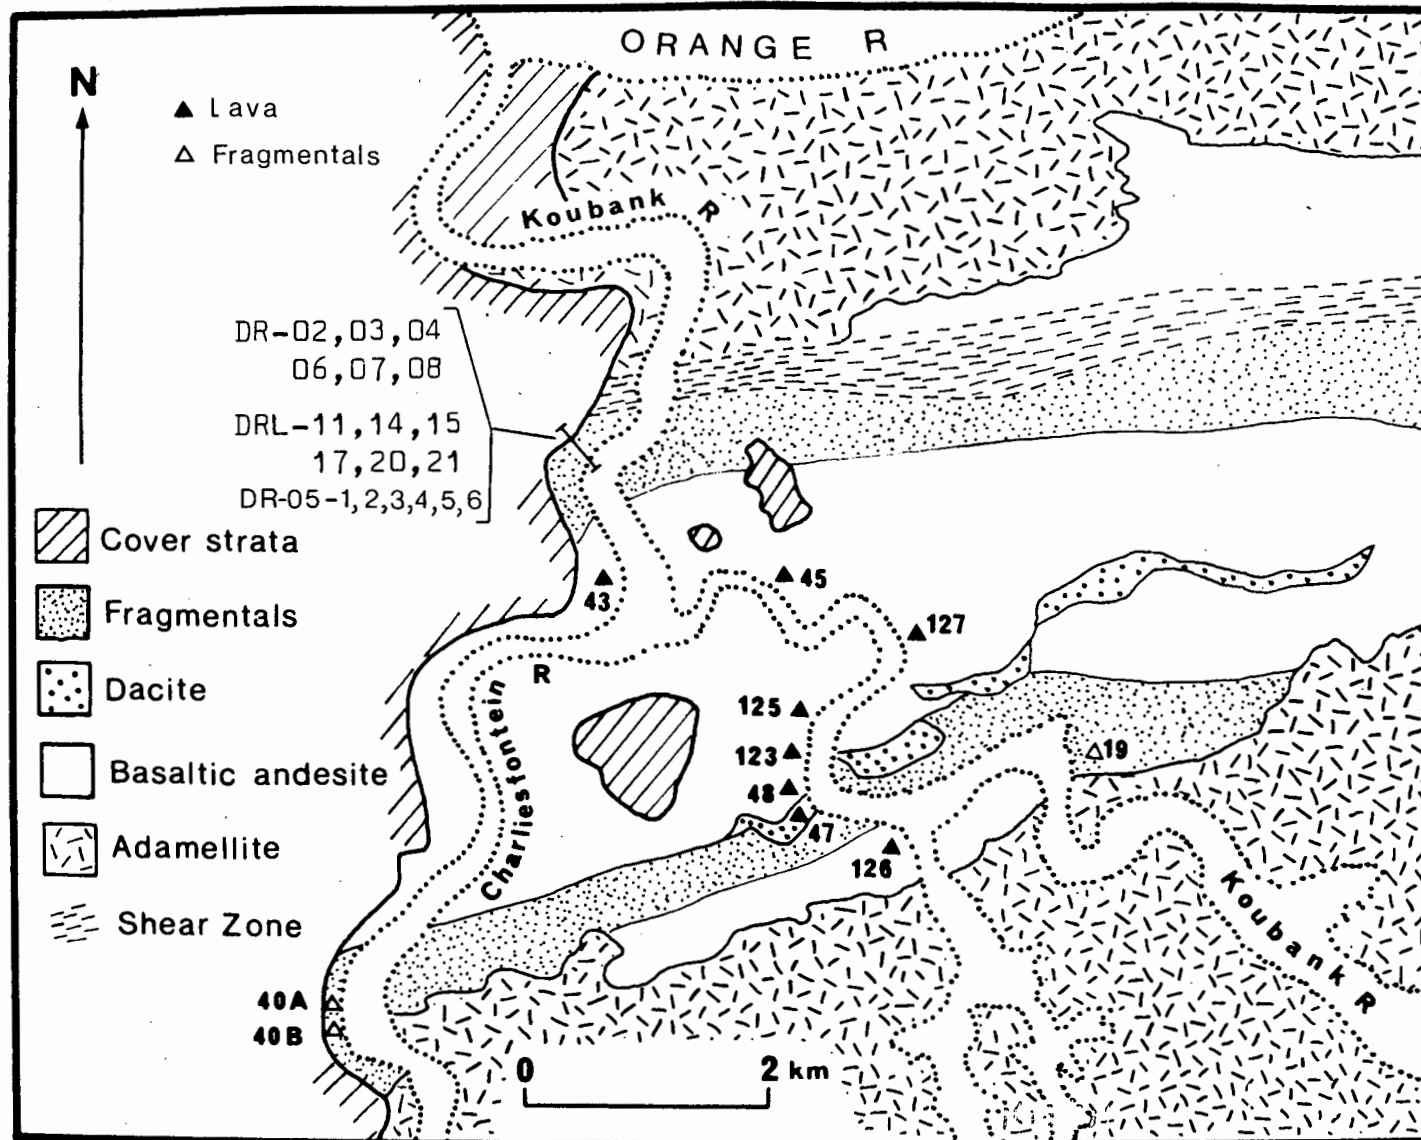 ORANGE R
N
Lava
Fragmentals
Koubank R
DR-02,03,04
06,07,08
DRL-11,14,15
17,20,21
DR-05-1,2,3,4,5,6
Cover strata
Fragmentals
Dacite
Basaltic andesite
Adamellite
Shear Zone
43
45
127
Charliesfontein R
125
123
48
47
126
19
Koubank R
40A
40B
0 2 km